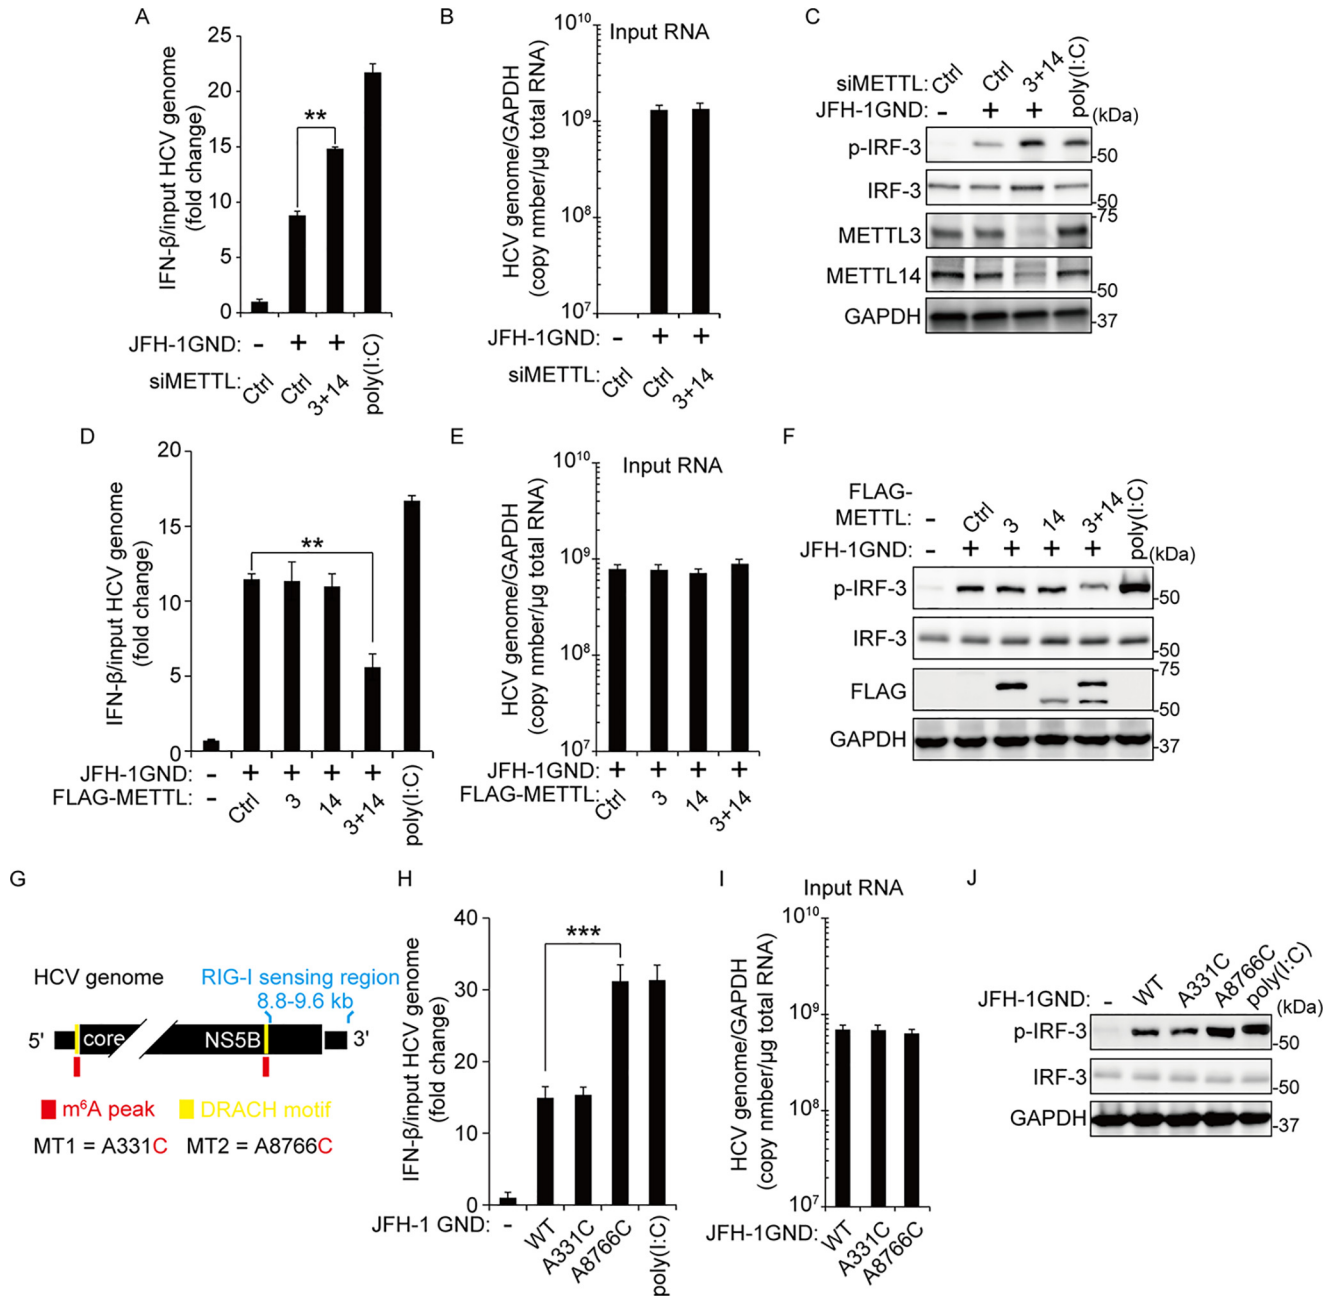 A
IFN-β/input HCV genome
(fold change)
25
20
15
10
5
0
**
JFH-1GND: - + +
siMETTL: Ctrl Ctrl 3+14 poly(I:C)
B
Input RNA
HCV genome/GAPDH
(copy nmber/µg total RNA)
10^10
10^9
10^8
10^7
JFH-1GND: - + +
siMETTL: Ctrl Ctrl 3+14
C
siMETTL: Ctrl Ctrl 3+14 poly(I:C)
JFH-1GND: - + + (kDa)
p-IRF-3 -50
IRF-3 -50
METTL3 -75
METTL14 -50
GAPDH -37
D
IFN-β/input HCV genome
(fold change)
20
15
10
5
0
**
JFH-1GND: - + + + +
FLAG-METTL: - Ctrl 3 14 3+14 poly(I:C)
E
Input RNA
HCV genome/GAPDH
(copy nmber/µg total RNA)
10^10
10^9
10^8
10^7
JFH-1GND: + + + +
FLAG-METTL: Ctrl 3 14 3+14
F
FLAG-
METTL: - Ctrl 3 14 3+14 poly(I:C)
JFH-1GND: - + + + + (kDa)
p-IRF-3 -50
IRF-3 -50
FLAG -75
-50
GAPDH -37
G
HCV genome RIG-I sensing region
8.8-9.6 kb
5' core NS5B 3'
m⁶A peak DRACH motif
MT1 = A331C MT2 = A8766C
H
IFN-β/input HCV genome
(fold change)
40
30
20
10
0
***
JFH-1 GND: - WT A331C A8766C poly(I:C)
I
Input RNA
HCV genome/GAPDH
(copy nmber/µg total RNA)
10^10
10^9
10^8
10^7
JFH-1GND: WT A331C A8766C
J
JFH-1GND: - WT A331C A8766C poly(I:C)
(kDa)
p-IRF-3 -50
IRF-3 -50
GAPDH -37